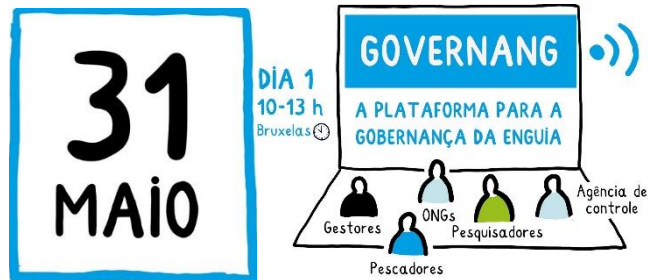 31
MAiO
DÍA 1
10-13 h
Bruxelas
GOVERNANG
A PLATAFORMA PARA A
GOBERNANÇA DA ENGUIA
Gestores
ONGs
Pesquisadores
Agência de
controle
Pescadores